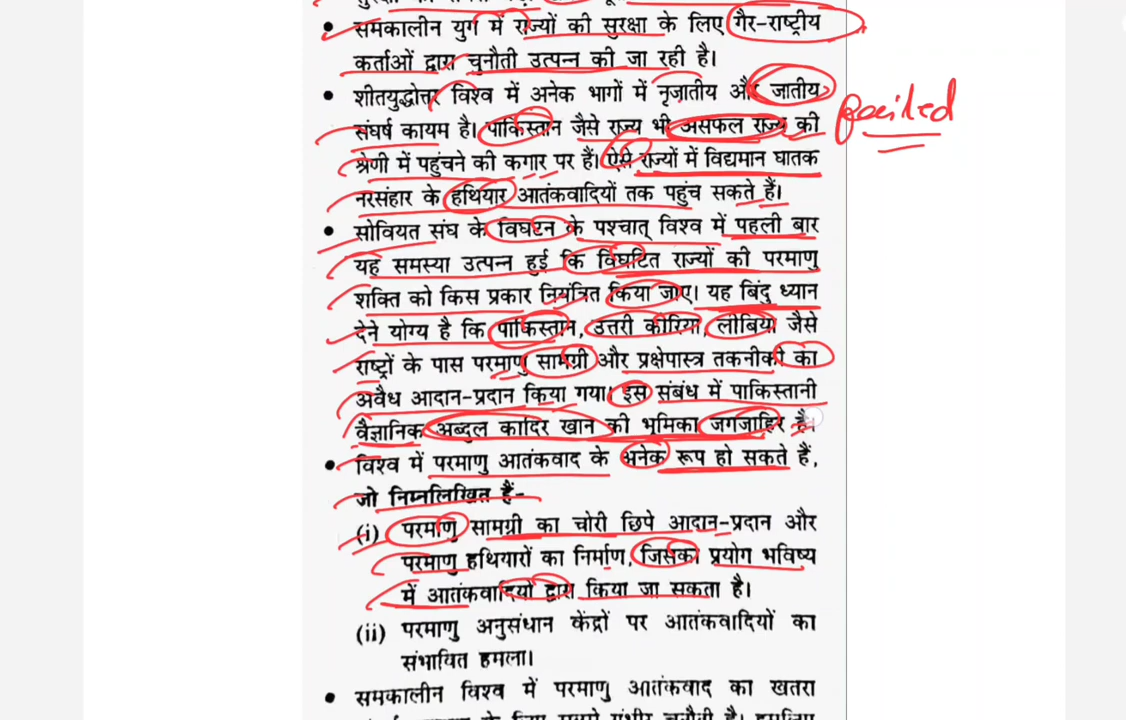 समकालीन युग में राज्यों की सुरक्षा के लिए गैर-राष्ट्रीय
कर्ताओं द्वारा चुनौती उत्पन्न की जा रही है।
शीतयुद्धोत्तर विश्व में अनेक भागों में नृजातीय और जातीय
संघर्ष कायम है। पाकिस्तान जैसे राज्य भी असफल राज्य की
श्रेणी में पहुंचने की कगार पर हैं। ऐसे राज्यों में विद्यमान घातक
नरसंहार के हथियार आतंकवादियों तक पहुंच सकते हैं।
सोवियत संघ के विघटन के पश्चात् विश्व में पहली बार
यह समस्या उत्पन्न हुई कि विघटित राज्यों की परमाणु
शक्ति को किस प्रकार नियंत्रित किया जाए। यह बिंदु ध्यान
देने योग्य है कि पाकिस्तान, उत्तरी कोरिया, लीबिया जैसे
राष्ट्रों के पास परमाणु सामग्री और प्रक्षेपास्त्र तकनीकी का
अवैध आदान-प्रदान किया गया। इस संबंध में पाकिस्तानी
वैज्ञानिक अब्दुल कादिर खान की भूमिका जगजाहिर है।
विश्व में परमाणु आतंकवाद के अनेक रूप हो सकते हैं,
जो निम्नलिखित हैं-
(i) परमाणु सामग्री का चोरी छिपे आदान-प्रदान और
परमाणु हथियारों का निर्माण, जिसका प्रयोग भविष्य
में आतंकवादियों द्वारा किया जा सकता है।
(ii) परमाणु अनुसंधान केंद्रों पर आतंकवादियों का
संभावित हमला।
समकालीन विश्व में परमाणु आतंकवाद का खतरा